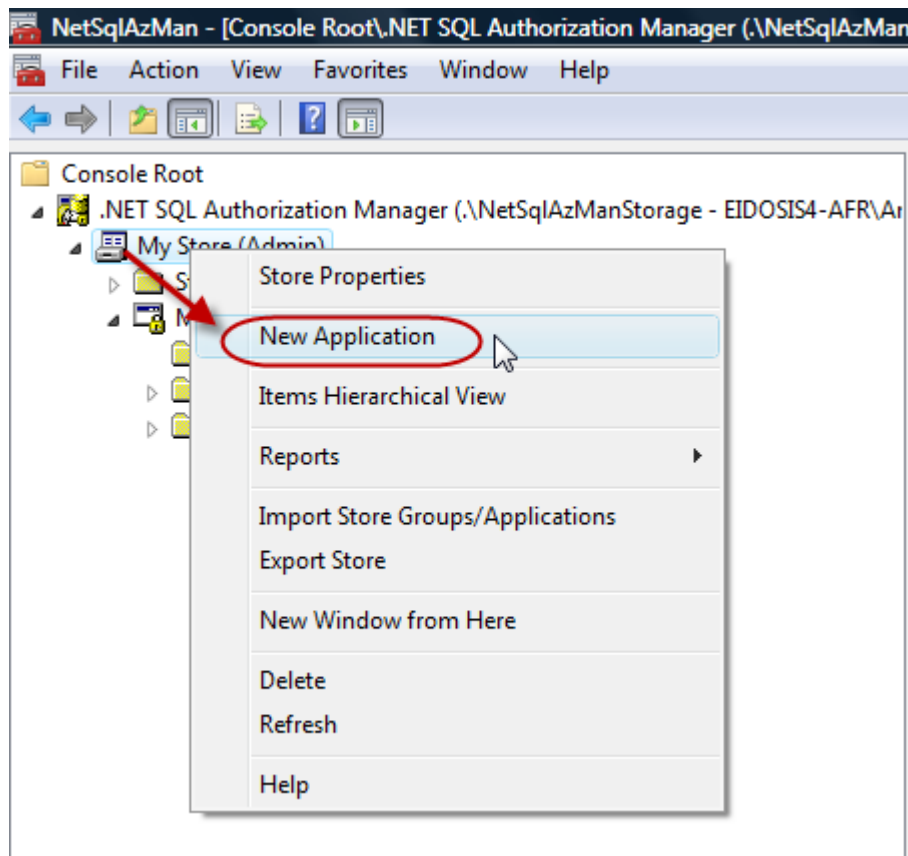 NetSqlAzMan - [Console Root\.NET SQL Authorization Manager (.\NetSqlAzMan
File Action View Favorites Window Help
Console Root
.NET SQL Authorization Manager (.\NetSqlAzManStorage - EIDOSIS4-AFR\
My Store (Admin)
Store Properties
New Application
Items Hierarchical View
Reports
Import Store Groups/Applications
Export Store
New Window from Here
Delete
Refresh
Help